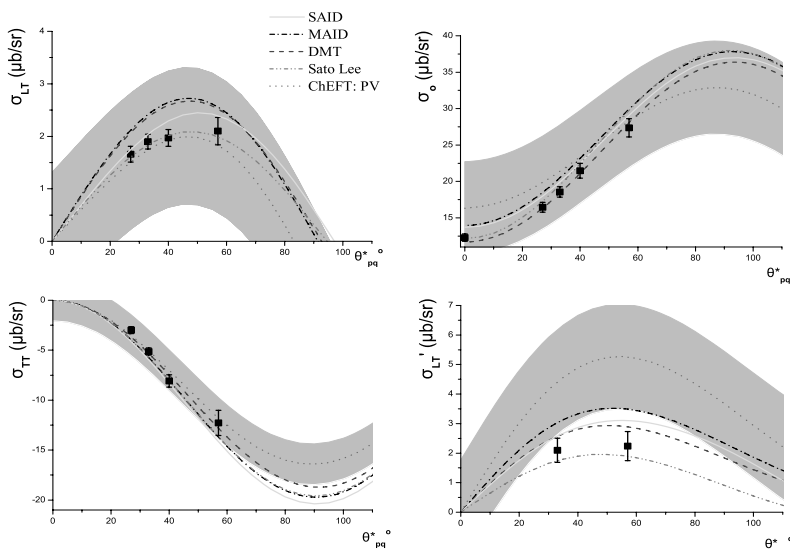 SAID
MAID
DMT
Sato Lee
ChEFT: PV
σLT (μb/sr)
4
3
2
1
0
0 20 40 60 80 100
θ*pq °
σo (μb/sr)
40
35
30
25
20
15
0 20 40 60 80 100
θ*pq
σTT (μb/sr)
0
-5
-10
-15
-20
0 20 40 60 80 100
θ*pq °
σLT' (μb/sr)
7
6
5
4
3
2
1
0
0 20 40 60 80 100
θ* °